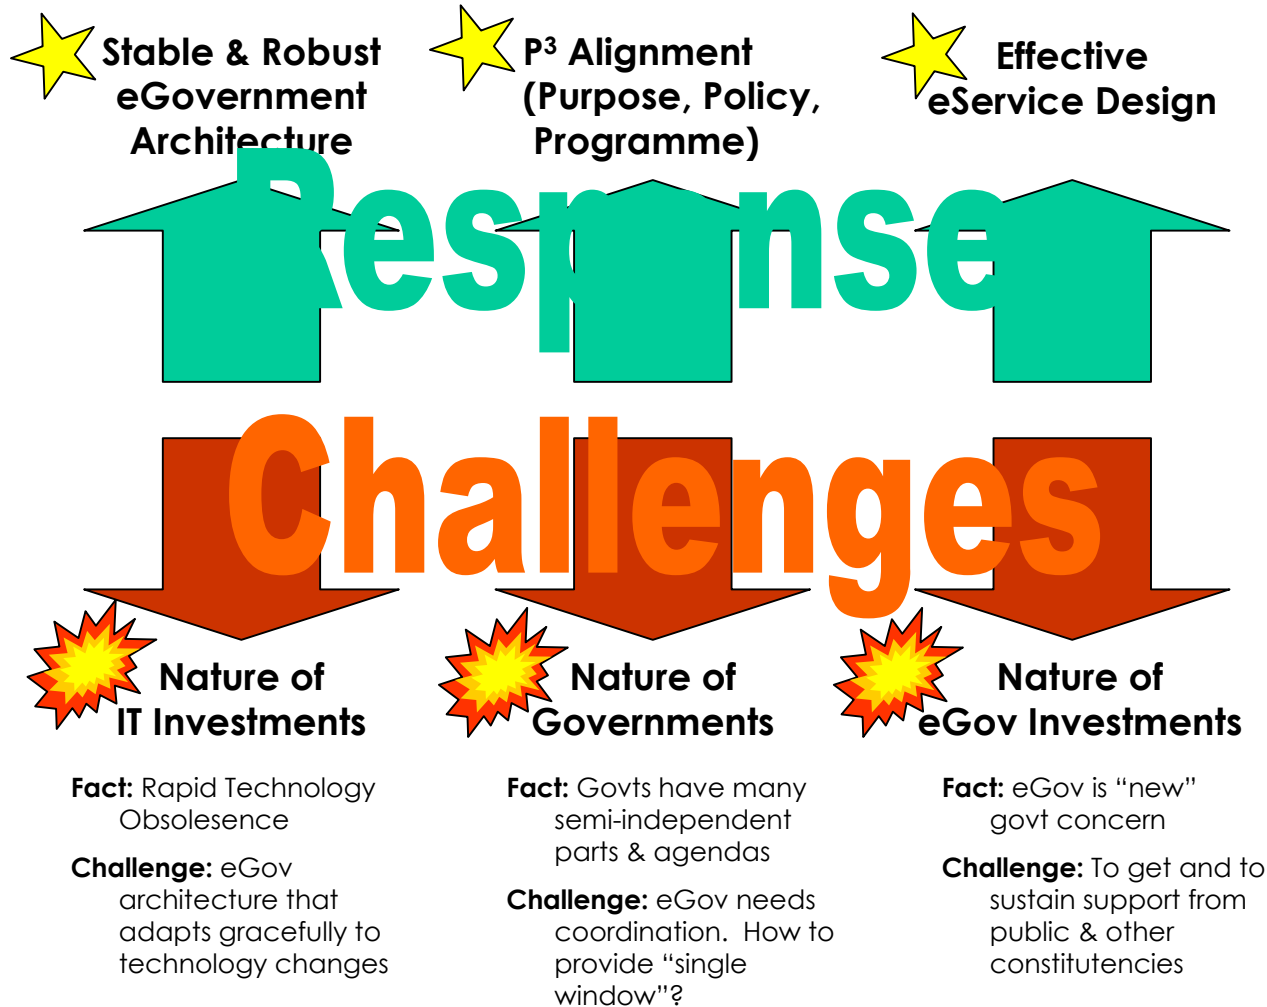 Stable & Robust
eGovernment
Architecture
P³ Alignment
(Purpose, Policy,
Programme)
Effective
eService Design
Response
Challenges
Nature of
IT Investments
Fact: Rapid Technology
Obsolesence
Challenge: eGov
architecture that
adapts gracefully to
technology changes
Nature of
Governments
Fact: Govts have many
semi-independent
parts & agendas
Challenge: eGov needs
coordination. How to
provide “single
window”?
Nature of
eGov Investments
Fact: eGov is “new”
govt concern
Challenge: To get and to
sustain support from
public & other
constitutencies